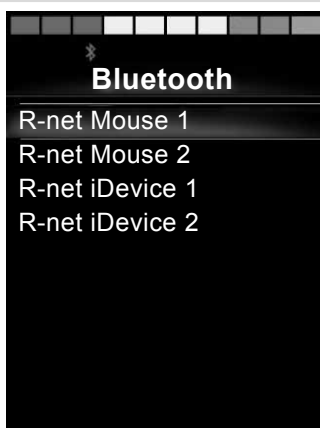 Bluetooth
R-net Mouse 1
R-net Mouse 2
R-net iDevice 1
R-net iDevice 2